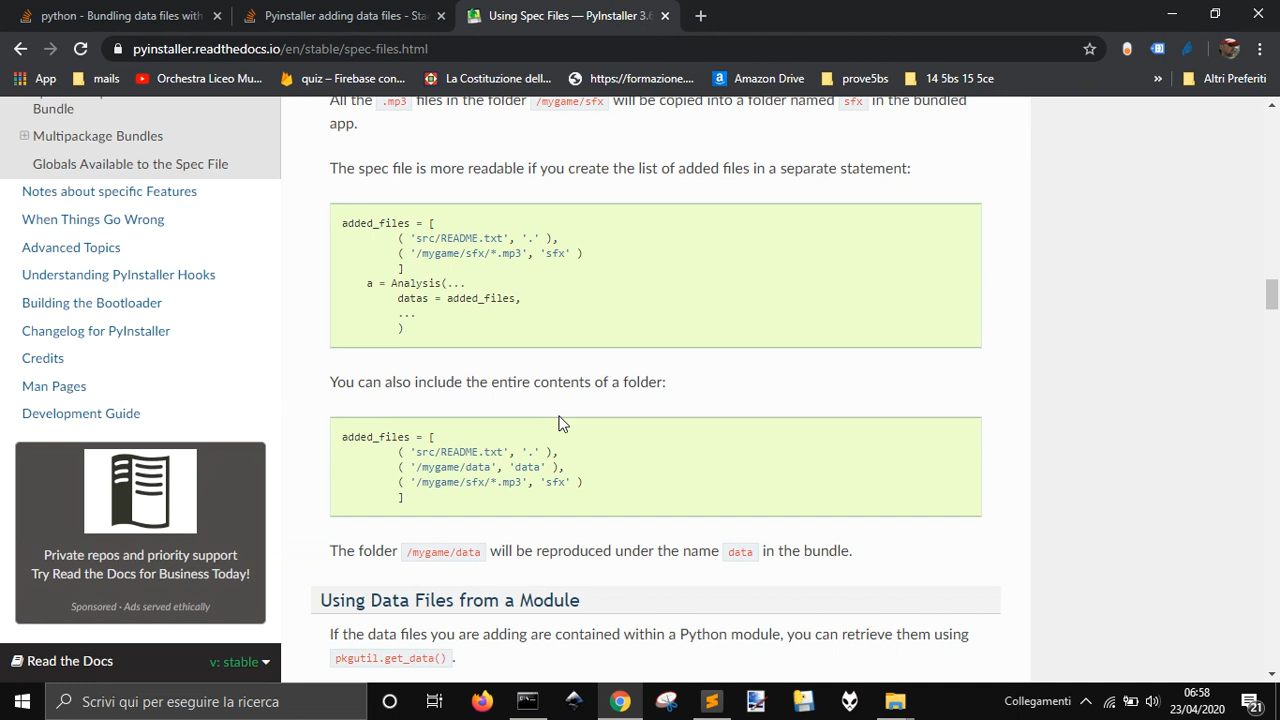 python - Bundling data files with
Pyinstaller adding data files - Sta
Using Spec Files — PyInstaller 3.6
pyinstaller.readthedocs.io/en/stable/spec-files.html
App
mails
Orchestra Liceo Mu...
quiz – Firebase con...
La Costituzione dell...
https://formazione....
Amazon Drive
prove5bs
14 5bs 15 5ce
»
Altri Preferiti
Bundle
Multipackage Bundles
Globals Available to the Spec File
Notes about specific Features
When Things Go Wrong
Advanced Topics
Understanding PyInstaller Hooks
Building the Bootloader
Changelog for PyInstaller
Credits
Man Pages
Development Guide
Private repos and priority support
Try Read the Docs for Business Today!
Sponsored · Ads served ethically
Read the Docs
v: stable
All the .mp3 files in the folder /mygame/sfx will be copied into a folder named sfx in the bundled
app.
The spec file is more readable if you create the list of added files in a separate statement:
added_files = [
( 'src/README.txt', '.' ),
( '/mygame/sfx/*.mp3', 'sfx' )
]
a = Analysis(...
datas = added_files,
...
)
You can also include the entire contents of a folder:
added_files = [
( 'src/README.txt', '.' ),
( '/mygame/data', 'data' ),
( '/mygame/sfx/*.mp3', 'sfx' )
]
The folder /mygame/data will be reproduced under the name data in the bundle.
Using Data Files from a Module
If the data files you are adding are contained within a Python module, you can retrieve them using
pkgutil.get_data() .
Scrivi qui per eseguire la ricerca
Collegamenti
06:58
23/04/2020
21